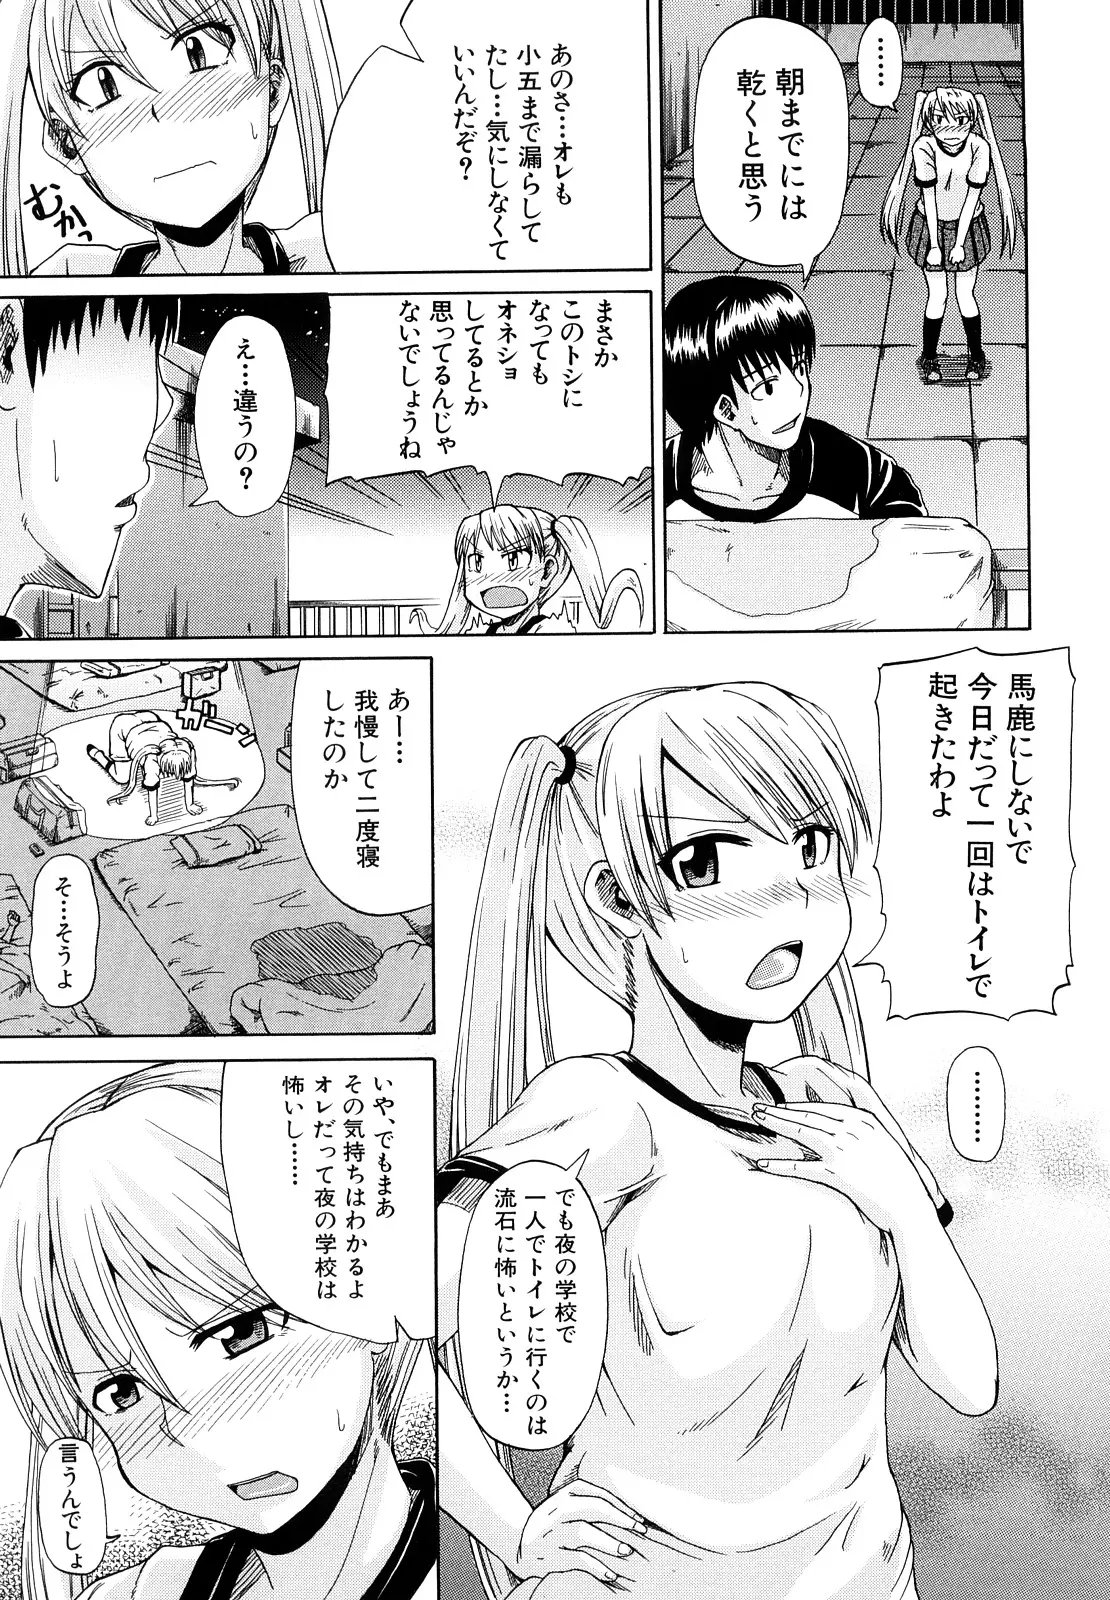 ………
朝までには
乾くと思う
あのさ…オレも
小五まで漏らして
たし…気にしなくて
いいんだぞ？
むかっ
まさか
このトシに
なっても
オネショ
してるとか
思ってるんじゃ
ないでしょうね
え…違うの？
馬鹿にしないで
今日だって一回はトイレで
起きたわよ
………
でも夜の学校で
一人でトイレに行くのは
流石に怖いというか…
あー…
我慢して二度寝
したのか
ガーン
そ…そうよ
いや、でもまあ
その気持ちはわかるよ
オレだって夜の学校は
怖いし……
言うんでしょ